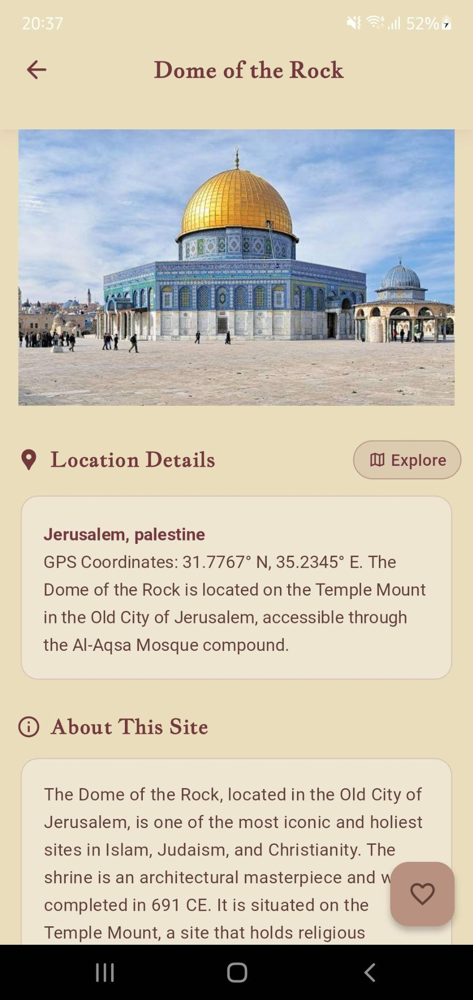 20:37
52%
Dome of the Rock
Location Details
Explore
Jerusalem, palestine
GPS Coordinates: 31.7767° N, 35.2345° E. The
Dome of the Rock is located on the Temple Mount
in the Old City of Jerusalem, accessible through
the Al-Aqsa Mosque compound.
About This Site
The Dome of the Rock, located in the Old City of
Jerusalem, is one of the most iconic and holiest
sites in Islam, Judaism, and Christianity. The
shrine is an architectural masterpiece and
completed in 691 CE. It is situated on the
Temple Mount, a site that holds religious